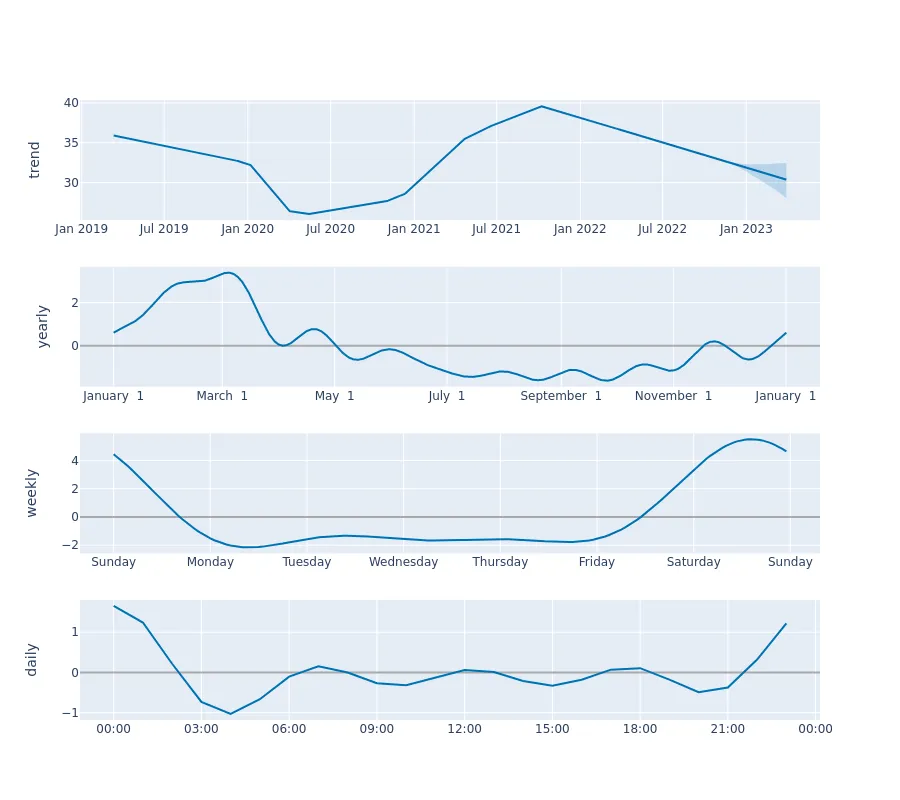 trend
40
35
30
Jan 2019 Jul 2019 Jan 2020 Jul 2020 Jan 2021 Jul 2021 Jan 2022 Jul 2022 Jan 2023
yearly
2
0
January 1 March 1 May 1 July 1 September 1 November 1 January 1
weekly
4
2
0
−2
Sunday Monday Tuesday Wednesday Thursday Friday Saturday Sunday
daily
1
0
−1
00:00 03:00 06:00 09:00 12:00 15:00 18:00 21:00 00:00